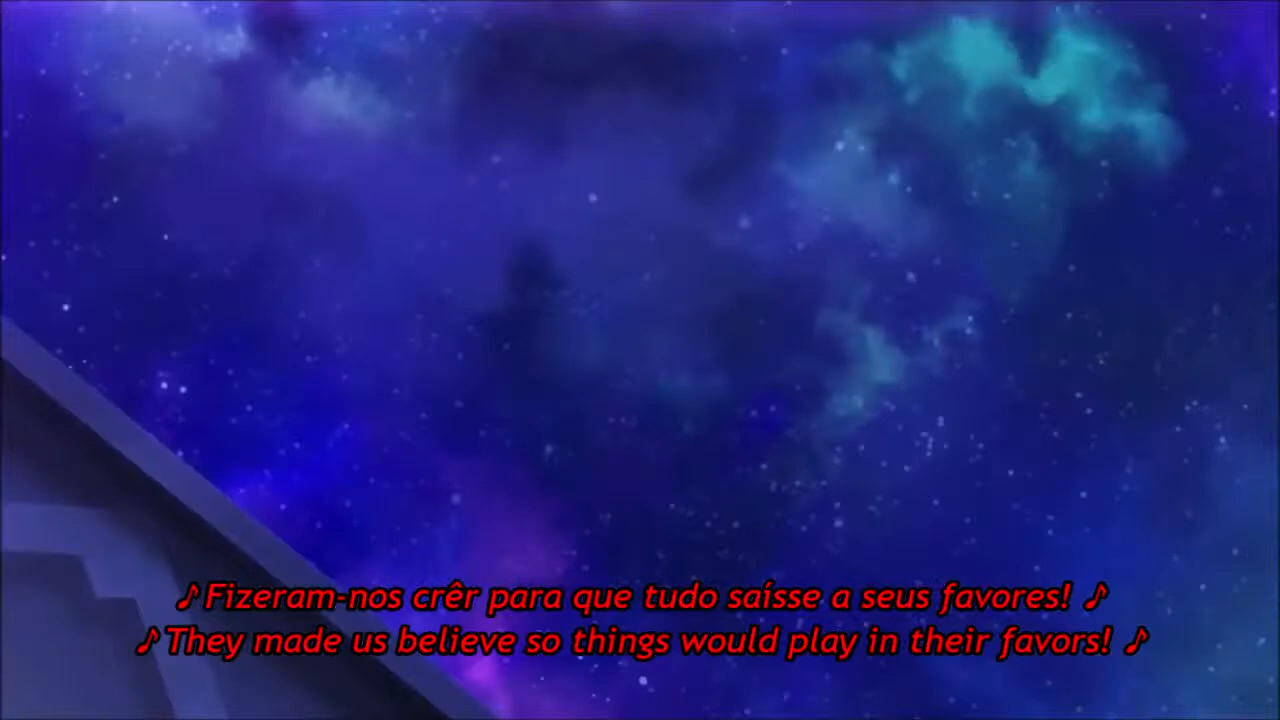 ♪Fizeram-nos crêr para que tudo saísse a seus favores! ♪
♪They made us believe so things would play in their favors! ♪